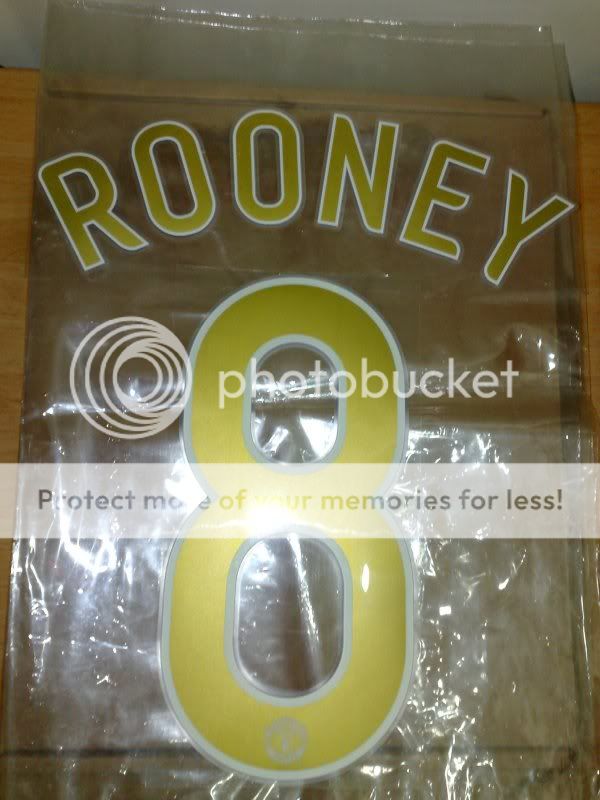 ROONEY
8
photobucket
Protect more of your memories for less!